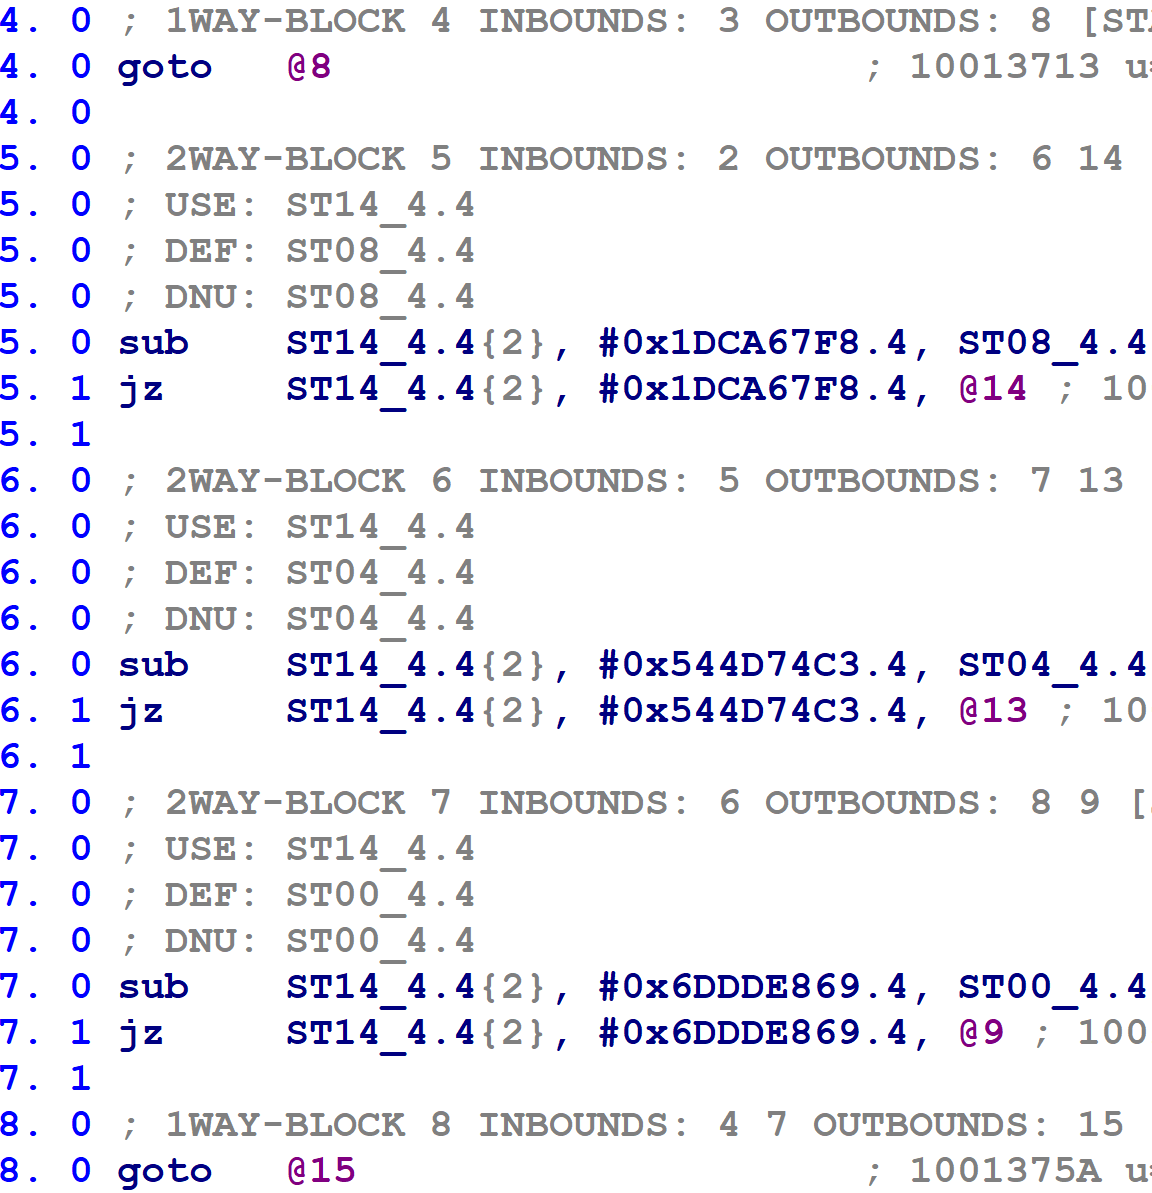 4. 0 ; 1WAY-BLOCK 4 INBOUNDS: 3 OUTBOUNDS: 8 [STA
4. 0 goto @8 ; 10013713 u=
4. 0
5. 0 ; 2WAY-BLOCK 5 INBOUNDS: 2 OUTBOUNDS: 6 14
5. 0 ; USE: ST14_4.4
5. 0 ; DEF: ST08_4.4
5. 0 ; DNU: ST08_4.4
5. 0 sub ST14_4.4{2}, #0x1DCA67F8.4, ST08_4.4
5. 1 jz ST14_4.4{2}, #0x1DCA67F8.4, @14 ; 10
5. 1
6. 0 ; 2WAY-BLOCK 6 INBOUNDS: 5 OUTBOUNDS: 7 13
6. 0 ; USE: ST14_4.4
6. 0 ; DEF: ST04_4.4
6. 0 ; DNU: ST04_4.4
6. 0 sub ST14_4.4{2}, #0x544D74C3.4, ST04_4.4
6. 1 jz ST14_4.4{2}, #0x544D74C3.4, @13 ; 10
6. 1
7. 0 ; 2WAY-BLOCK 7 INBOUNDS: 6 OUTBOUNDS: 8 9 [
7. 0 ; USE: ST14_4.4
7. 0 ; DEF: ST00_4.4
7. 0 ; DNU: ST00_4.4
7. 0 sub ST14_4.4{2}, #0x6DDDE869.4, ST00_4.4
7. 1 jz ST14_4.4{2}, #0x6DDDE869.4, @9 ; 100
7. 1
8. 0 ; 1WAY-BLOCK 8 INBOUNDS: 4 7 OUTBOUNDS: 15
8. 0 goto @15 ; 1001375A u=